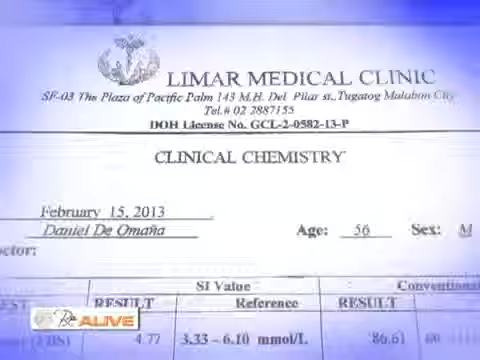 LIMAR MEDICAL CLINIC
SF-03 The Plaza of Pacific Palm 143 M.H. Del Pilar st., Tugatog Malabon City
Tel.# 02 2887155
DOH License No. GCL-2-0582-13-P
CLINICAL CHEMISTRY
February 15, 2013
Daniel De Omaña Age: 56 Sex: M
SI Value Conventional
RESULT Reference RESULT
4.77 3.33 - 6.10 mmol/L 86.61
Be ALIVE